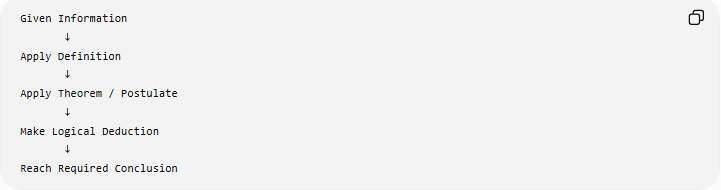 Given Information
↓
Apply Definition
↓
Apply Theorem / Postulate
↓
Make Logical Deduction
↓
Reach Required Conclusion